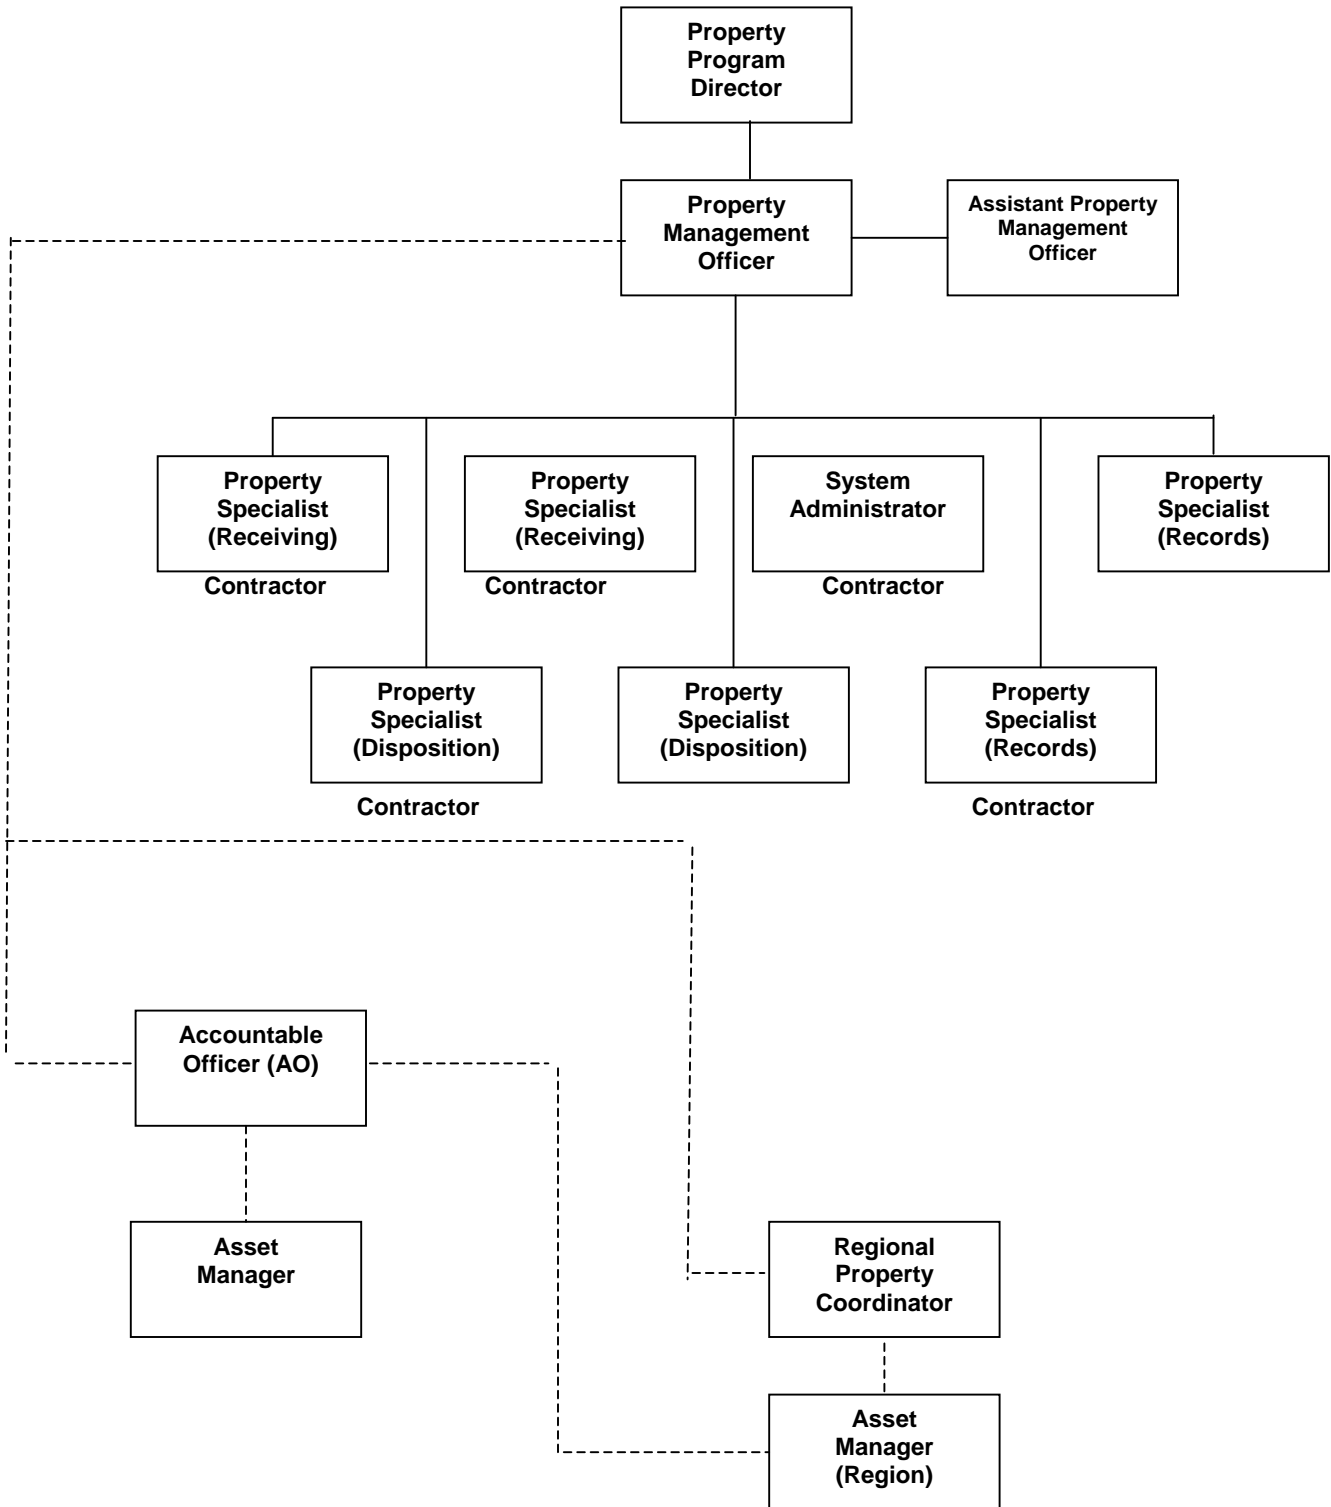 Property
Program
Director
Property
Management
Officer
Assistant Property
Management
Officer
Property
Specialist
(Receiving)
Contractor
Property
Specialist
(Receiving)
Contractor
System
Administrator
Contractor
Property
Specialist
(Records)
Property
Specialist
(Disposition)
Contractor
Property
Specialist
(Disposition)
Property
Specialist
(Records)
Contractor
Accountable
Officer (AO)
Asset
Manager
Regional
Property
Coordinator
Asset
Manager
(Region)